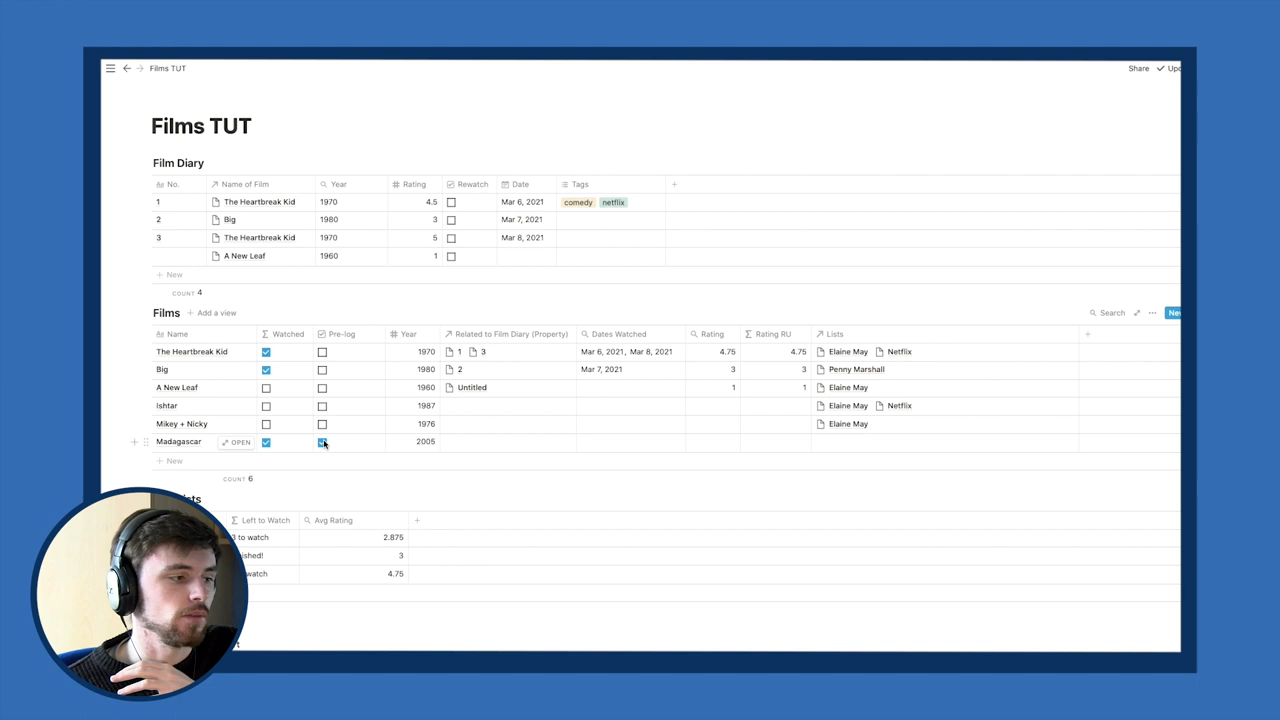 Films TUT
Share Upd
Films TUT
Film Diary
No. Name of Film Year Rating Rewatch Date Tags
1 The Heartbreak Kid 1970 4.5 Mar 6, 2021 comedy netflix
2 Big 1980 3 Mar 7, 2021
3 The Heartbreak Kid 1970 5 Mar 8, 2021
A New Leaf 1960 1
+ New
COUNT 4
Films + Add a view Search New
Aa Name Watched Pre-log Year Related to Film Diary (Property) Dates Watched Rating Rating RU Lists
The Heartbreak Kid 1970 1 3 Mar 6, 2021, Mar 8, 2021 4.75 4.75 Elaine May Netflix
Big 1980 2 Mar 7, 2021 3 3 Penny Marshall
A New Leaf 1960 Untitled 1 1 Elaine May
Ishtar 1987 Elaine May Netflix
Mikey + Nicky 1976 Elaine May
Madagascar OPEN 2005
+ New
COUNT 6
Left to Watch Avg Rating
3 to watch 2.875
3
watch 4.75